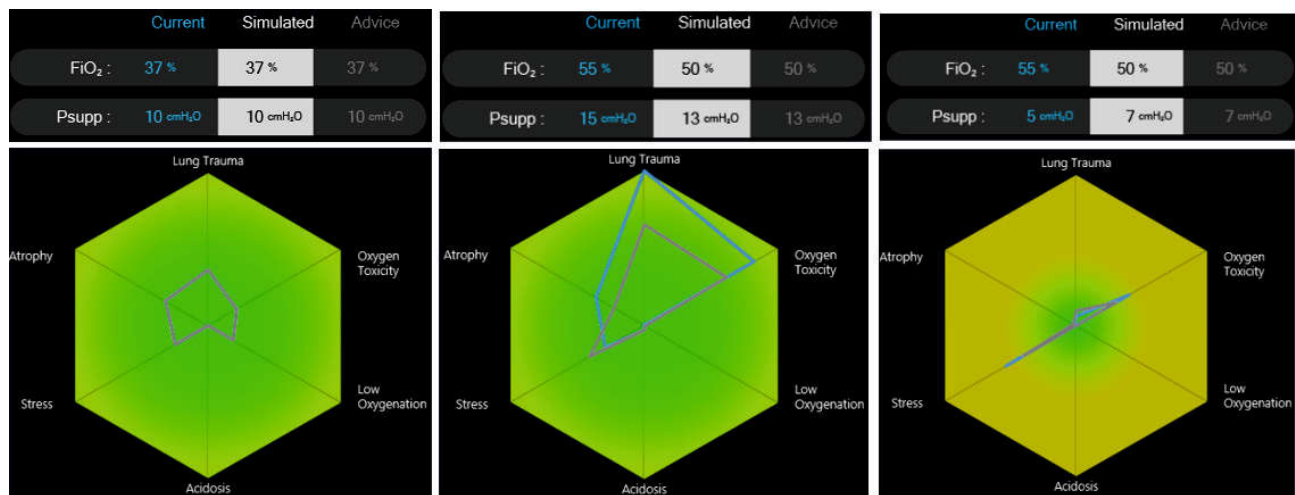 Current Simulated Advice
FiO₂ : 37 % 37 % 37 %
Psupp : 10 cmH₂O 10 cmH₂O 10 cmH₂O
Lung Trauma
Atrophy
Oxygen
Toxicity
Stress
Low
Oxygenation
Acidosis
Current Simulated Advice
FiO₂ : 55 % 50 % 50 %
Psupp : 15 cmH₂O 13 cmH₂O 13 cmH₂O
Lung Trauma
Atrophy
Oxygen
Toxicity
Stress
Low
Oxygenation
Acidosis
Current Simulated Advice
FiO₂ : 55 % 50 % 50 %
Psupp : 5 cmH₂O 7 cmH₂O 7 cmH₂O
Lung Trauma
Atrophy
Oxygen
Toxicity
Stress
Low
Oxygenation
Acidosis